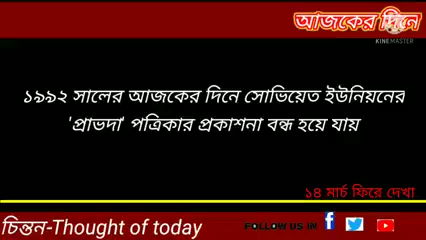 আজকের দিনে
KINEMASTER
১৯৯২ সালের আজকের দিনে সোভিয়েত ইউনিয়নের
'প্রাভদা' পত্রিকার প্রকাশনা বন্ধ হয়ে যায়
১৪ মার্চ ফিরে দেখা
চিন্তন-Thought of today
FOLLOW US IN